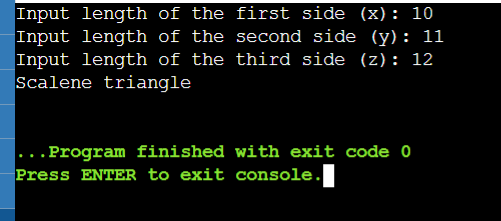 Input length of the first side (x): 10
Input length of the second side (y): 11
Input length of the third side (z): 12
Scalene triangle
...Program finished with exit code 0
Press ENTER to exit console.